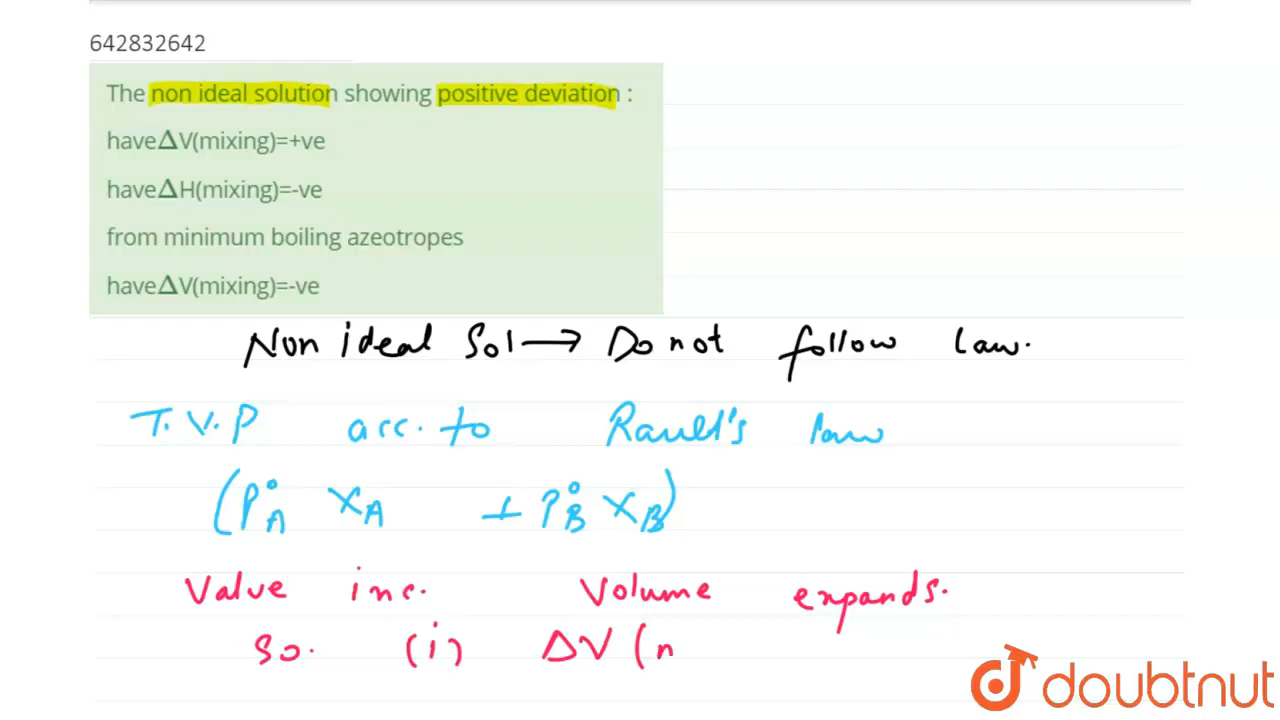 642832642
The non ideal solution showing positive deviation :
haveΔV(mixing)=+ve
haveΔH(mixing)=-ve
from minimum boiling azeotropes
haveΔV(mixing)=-ve
Non ideal Sol → Do not follow law.
T.V.P acc. to Rault's law
(P°A XA + P°B XB)
Value inc. Volume expands.
So. (i) ΔV (n
doubtnut